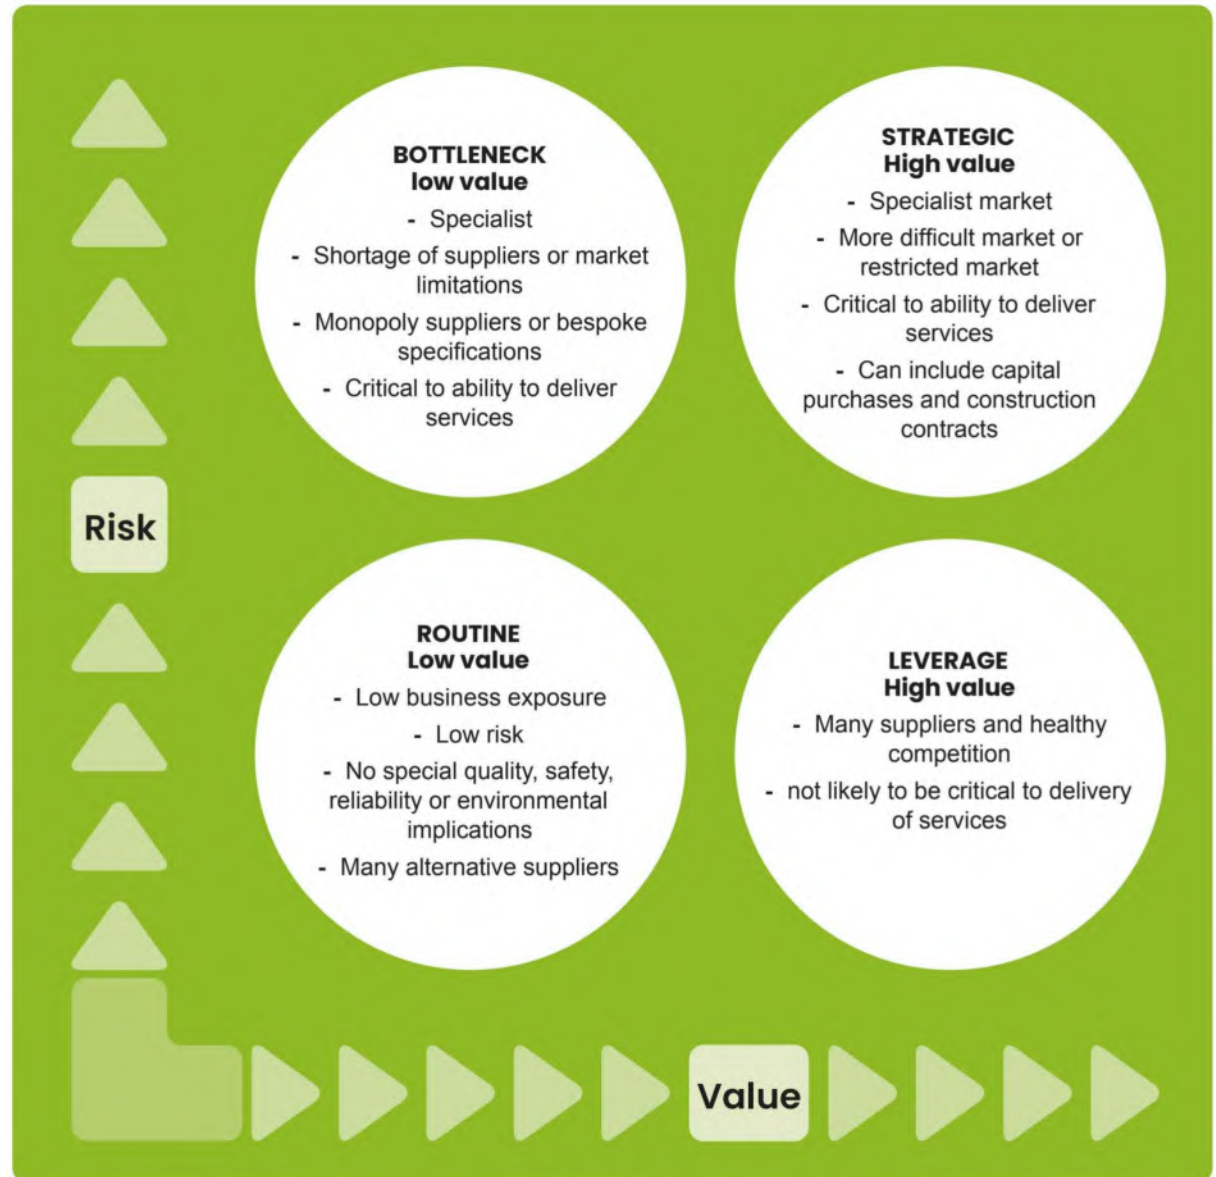 BOTTLENECK
low value
- Specialist
- Shortage of suppliers or market
limitations
- Monopoly suppliers or bespoke
specifications
- Critical to ability to deliver
services
STRATEGIC
High value
- Specialist market
- More difficult market or
restricted market
- Critical to ability to deliver
services
- Can include capital
purchases and construction
contracts
Risk
ROUTINE
Low value
- Low business exposure
- Low risk
- No special quality, safety,
reliability or environmental
implications
- Many alternative suppliers
LEVERAGE
High value
- Many suppliers and healthy
competition
- not likely to be critical to delivery
of services
Value